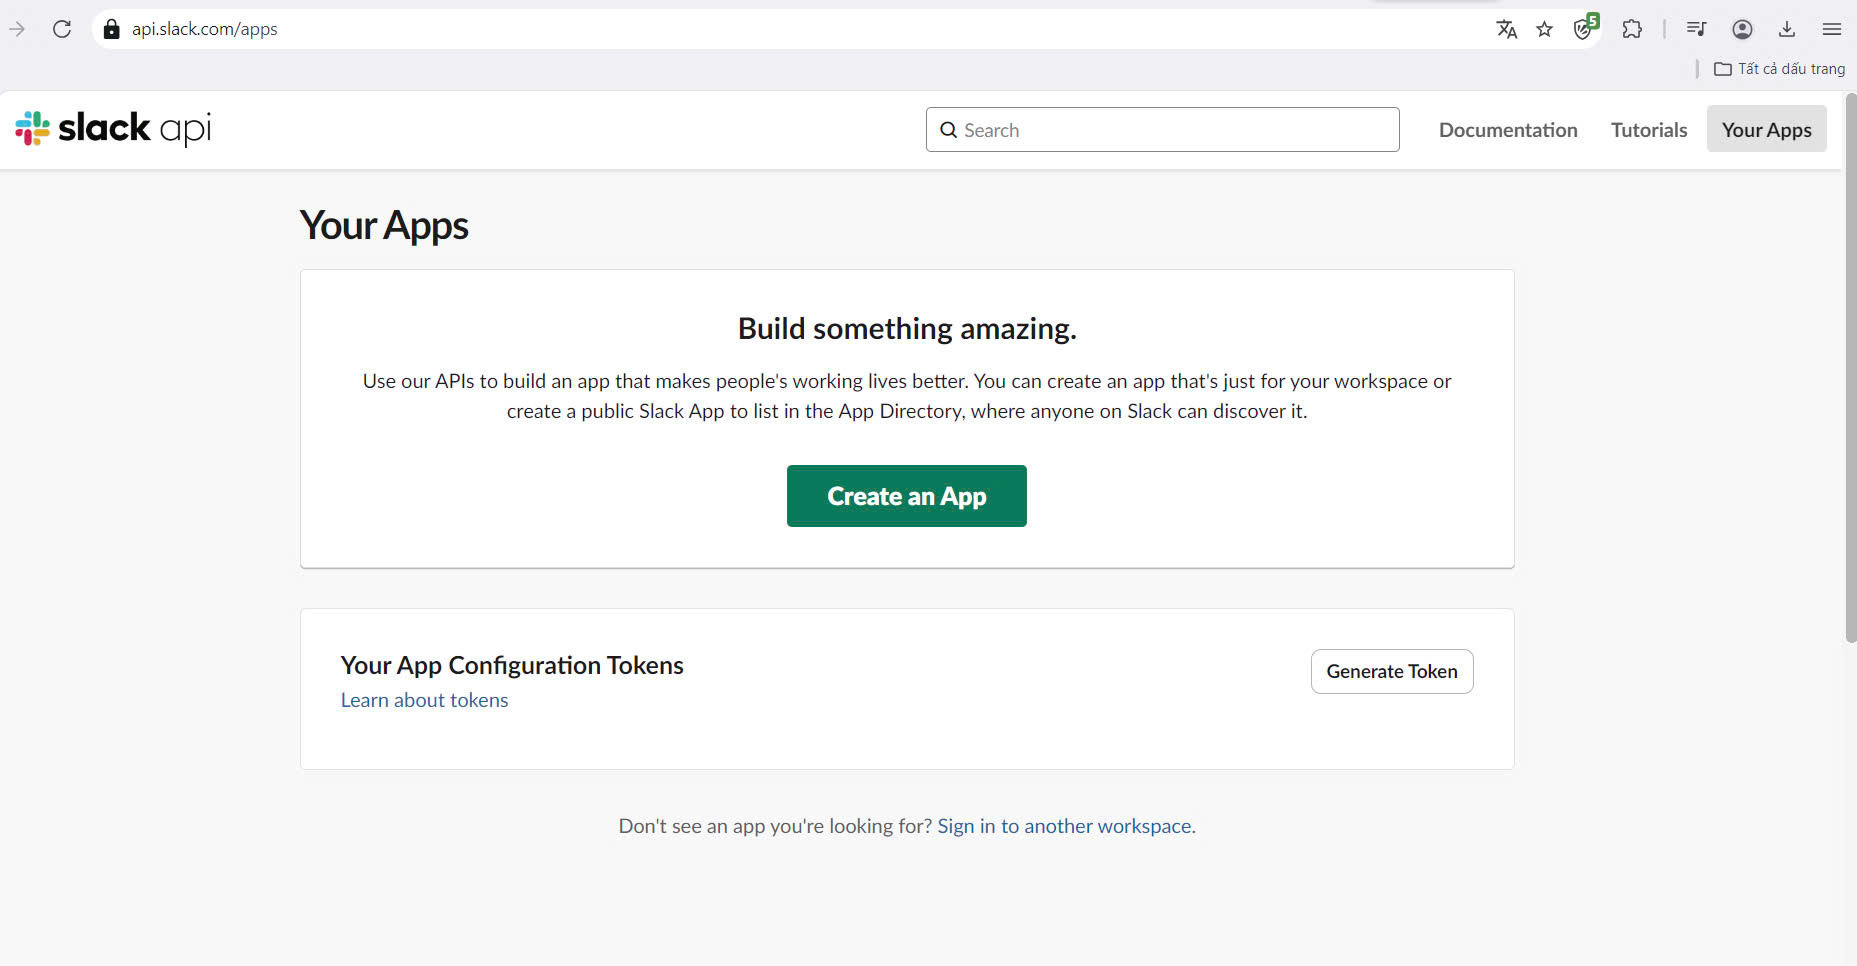 api.slack.com/apps
5
Tất cả dấu trang
slack api
Search
Documentation
Tutorials
Your Apps
Your Apps
Build something amazing.
Use our APIs to build an app that makes people's working lives better. You can create an app that's just for your workspace or
create a public Slack App to list in the App Directory, where anyone on Slack can discover it.
Create an App
Your App Configuration Tokens
Generate Token
Learn about tokens
Don't see an app you're looking for? Sign in to another workspace.